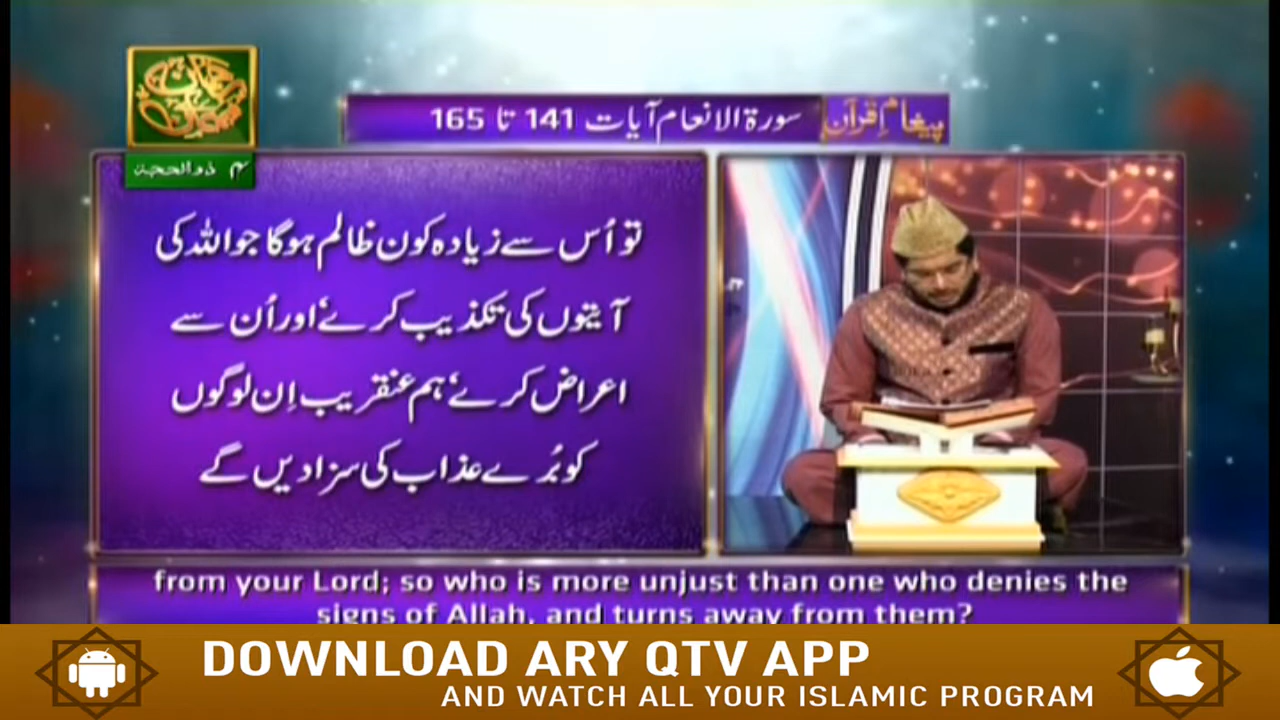 پیغام قرآن
سورۃ الانعام آیات 141 تا 165
۴ ذوالحجۃ
تو اُس سے زیادہ کون ظالم ہوگا جو اللہ کی
آیتوں کی تکذیب کرے، اور اُن سے
اعراض کرے، ہم عنقریب اِن لوگوں
کو بُرے عذاب کی سزا دیں گے
from your Lord; so who is more unjust than one who denies the
signs of Allah, and turns away from them?
DOWNLOAD ARY QTV APP
AND WATCH ALL YOUR ISLAMIC PROGRAM